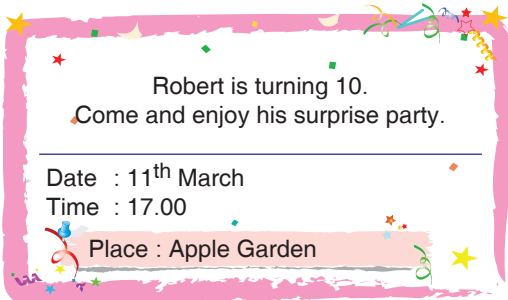 Robert is turning 10.
Come and enjoy his surprise party.
Date : 11th March
Time : 17.00
Place : Apple Garden